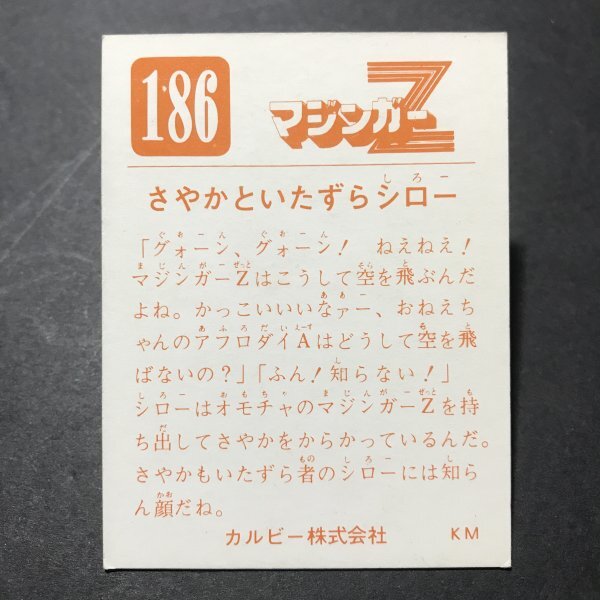 186
マジンガーZ
さやかといたずらシロー
「グォーン、グォーン! ねえねえ!
マジンガーZはこうして空を飛ぶんだ
よね。かっこいいいなァー、おねえち
ゃんのアフロダイAはどうして空を飛
ばないの?」「ふん!知らない!」
シローはオモチャのマジンガーZを持
ち出してさやかをからかっているんだ。
さやかもいたずら者のシローには知ら
ん顔だね。
カルビー株式会社 KM